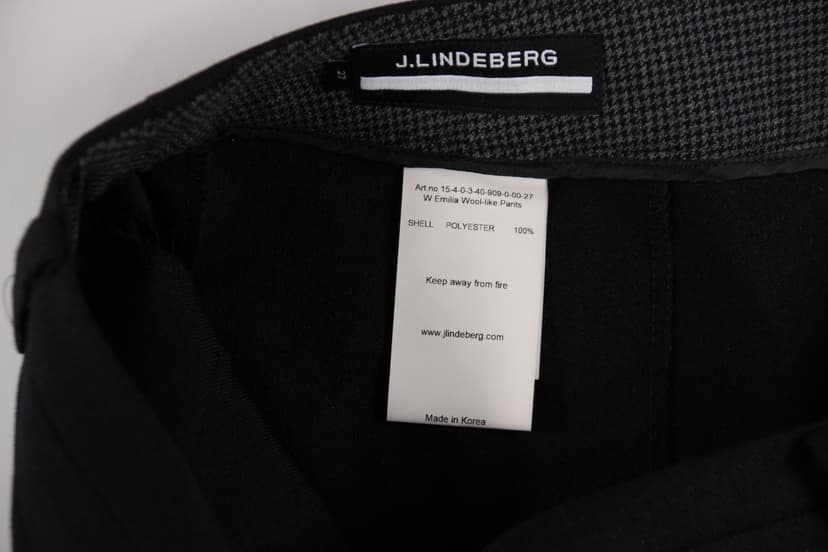 J.LINDEBERG
27
Art.no 15-4-0-3-40-909-0-00-27
W Emilia Wool-like Pants
SHELL POLYESTER 100%
Keep away from fire
www.jlindeberg.com
Made in Korea